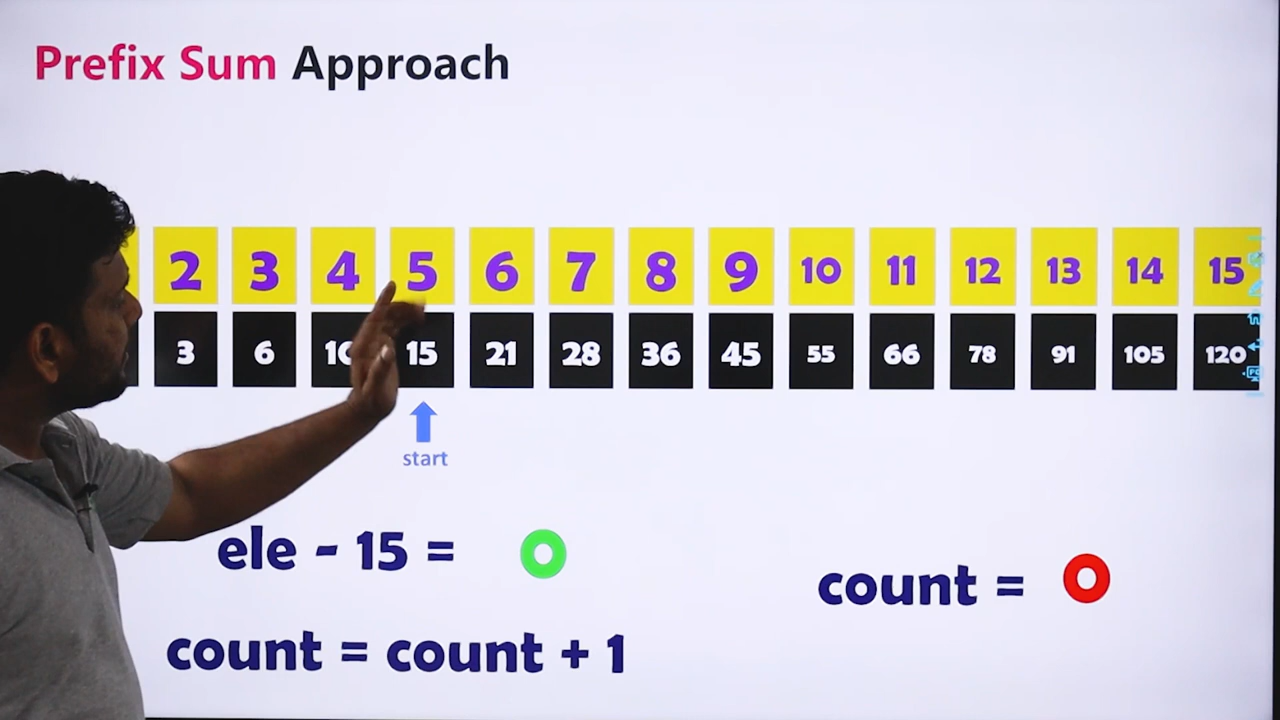 Prefix Sum Approach
2 3 4 5 6 7 8 9 10 11 12 13 14 15
3 6 10 15 21 28 36 45 55 66 78 91 105 120
start
ele - 15 = 0
count = 0
count = count + 1